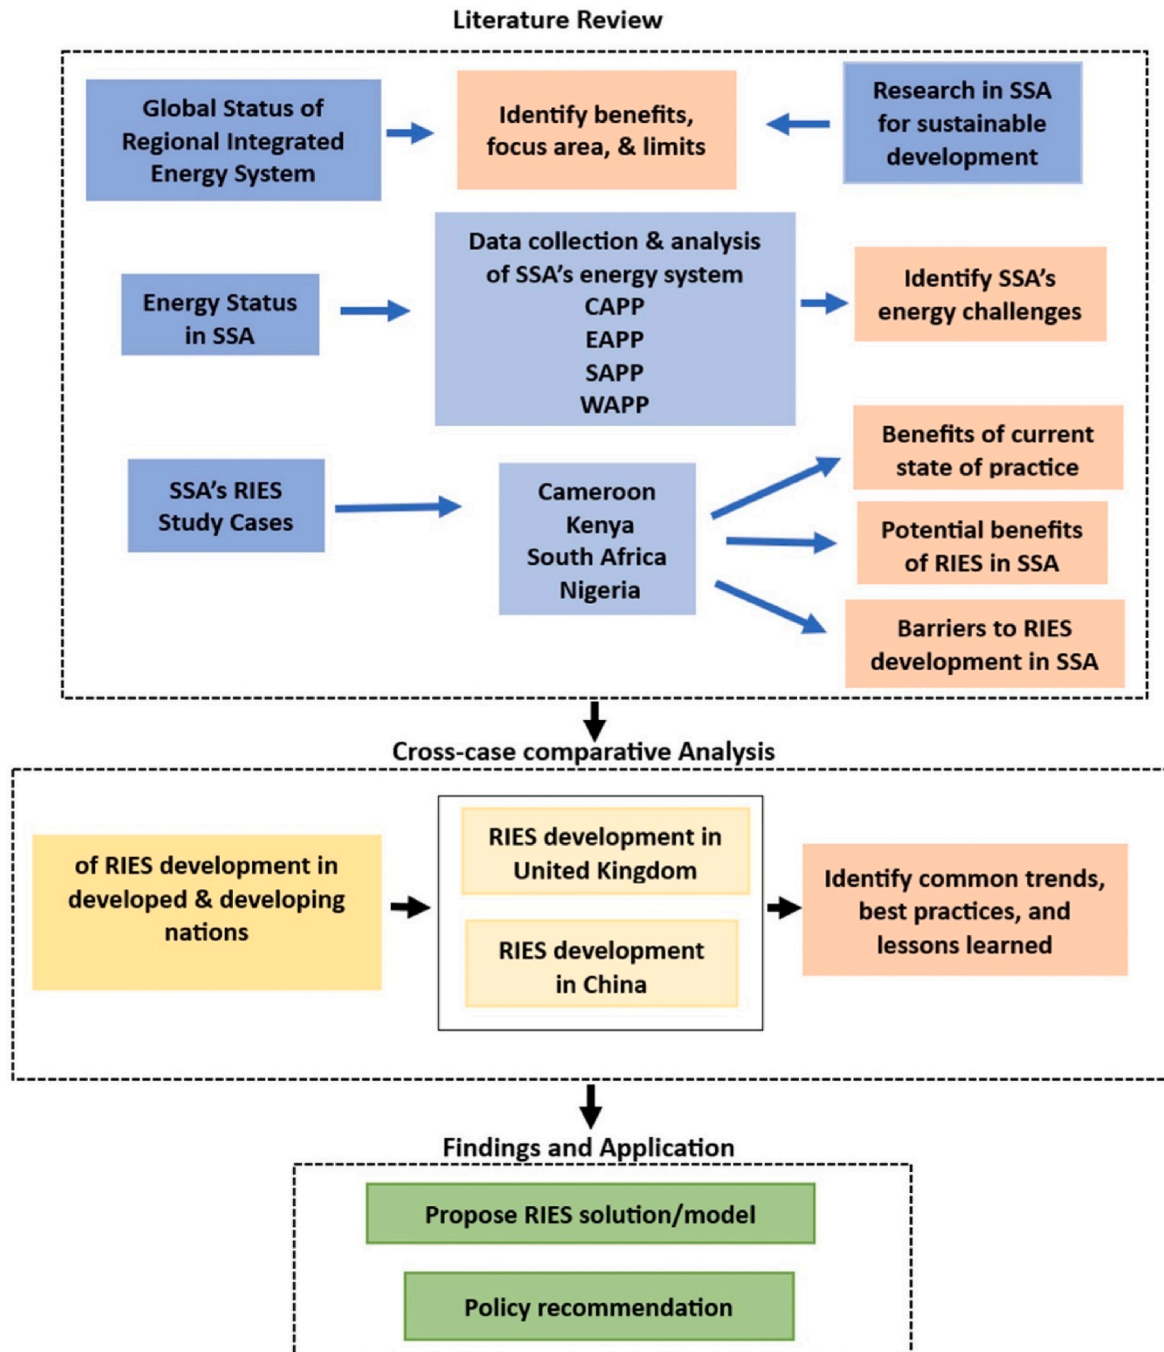 Literature Review
Global Status of
Regional Integrated
Energy System
Identify benefits,
focus area, & limits
Research in SSA
for sustainable
development
Energy Status
in SSA
Data collection & analysis
of SSA's energy system
CAPP
EAPP
SAPP
WAPP
Identify SSA's
energy challenges
SSA's RIES
Study Cases
Cameroon
Kenya
South Africa
Nigeria
Benefits of current
state of practice
Potential benefits
of RIES in SSA
Barriers to RIES
development in SSA
Cross-case comparative Analysis
of RIES development in
developed & developing
nations
RIES development in
United Kingdom
RIES development
in China
Identify common trends,
best practices, and
lessons learned
Findings and Application
Propose RIES solution/model
Policy recommendation